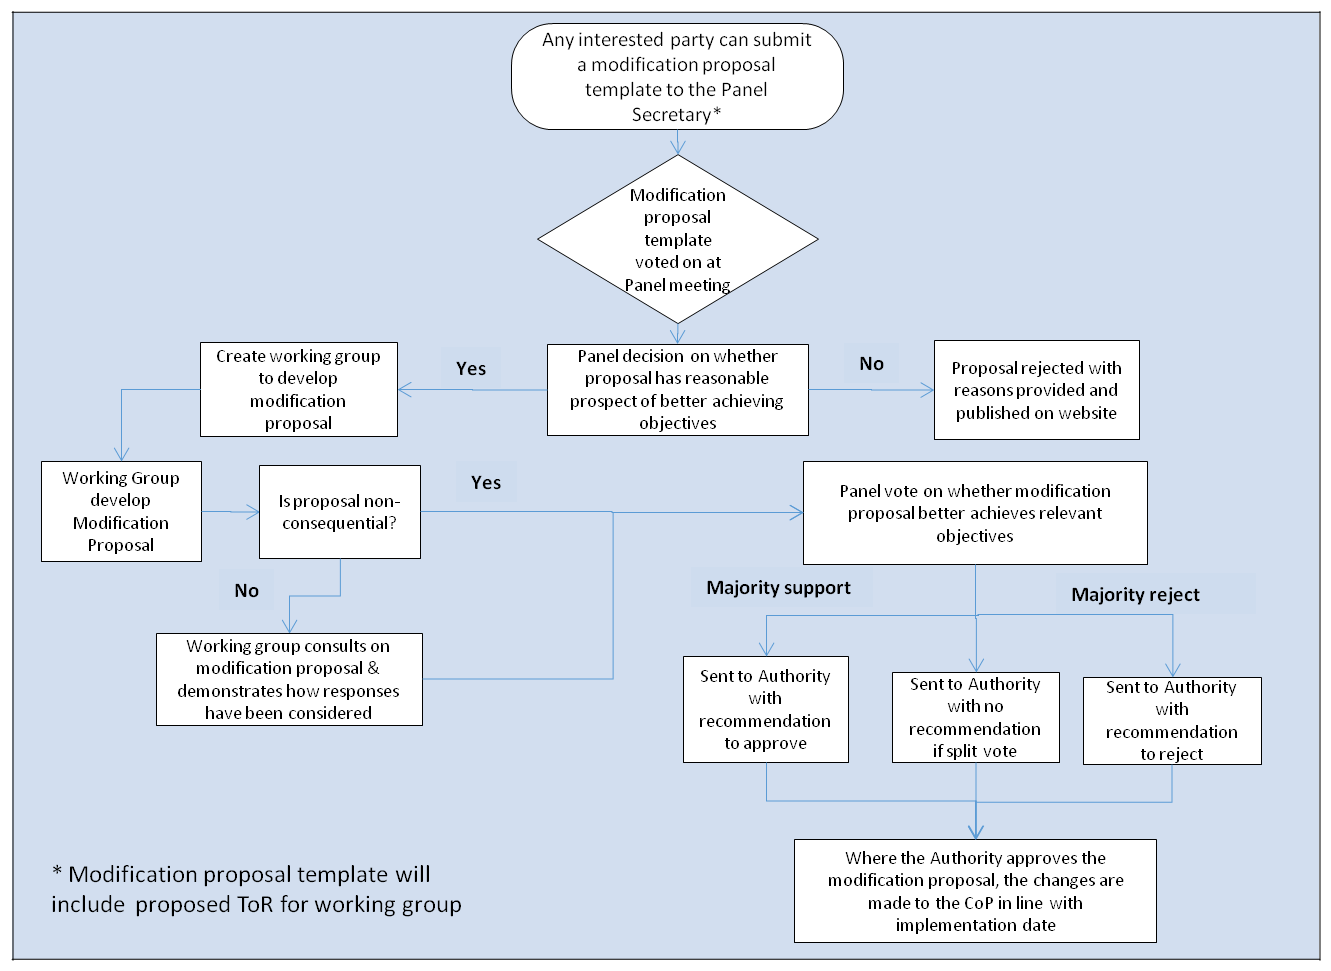 Any interested party can submit
a modification proposal
template to the Panel
Secretary*
Modification
proposal
template
voted on at
Panel meeting
Create working group
to develop
modification
proposal
Yes
Panel decision on whether
proposal has reasonable
prospect of better achieving
objectives
No
Proposal rejected with
reasons provided and
published on website
Working Group
develop
Modification
Proposal
Is proposal non-
consequential?
Yes
Panel vote on whether modification
proposal better achieves relevant
objectives
No
Majority support
Majority reject
Working group consults on
modification proposal &
demonstrates how responses
have been considered
Sent to Authority
with
recommendation
to approve
Sent to Authority
with no
recommendation
if split vote
Sent to Authority
with
recommendation
to reject
Where the Authority approves the
modification proposal, the changes are
made to the CoP in line with
implementation date
* Modification proposal template will
include proposed ToR for working group